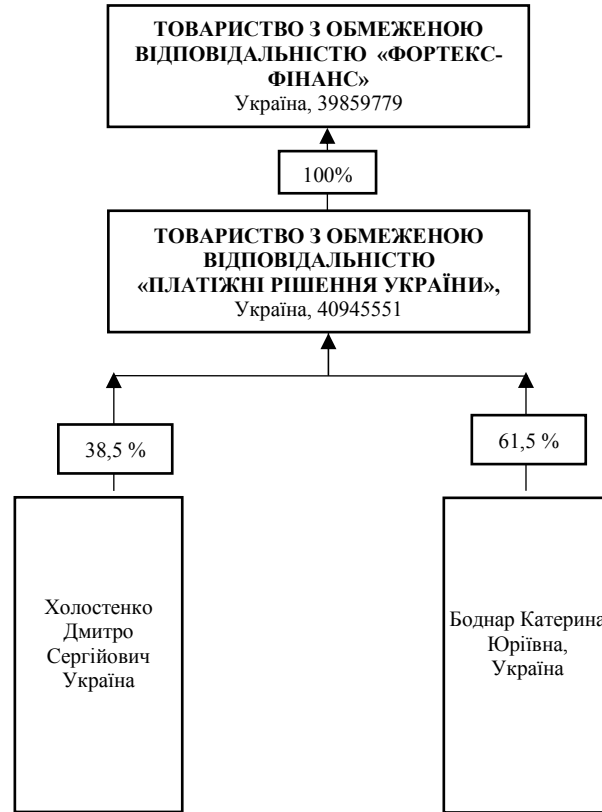 ТОВАРИСТВО З ОБМЕЖЕНОЮ
ВІДПОВІДАЛЬНІСТЮ «ФОРТЕКС-
ФІНАНС»
Україна, 39859779
100%
ТОВАРИСТВО З ОБМЕЖЕНОЮ
ВІДПОВІДАЛЬНІСТЮ
«ПЛАТІЖНІ РІШЕННЯ УКРАЇНИ»,
Україна, 40945551
38,5 %
61,5 %
Холостенко
Дмитро
Сергійович
Україна
Боднар Катерина
Юріївна,
Україна